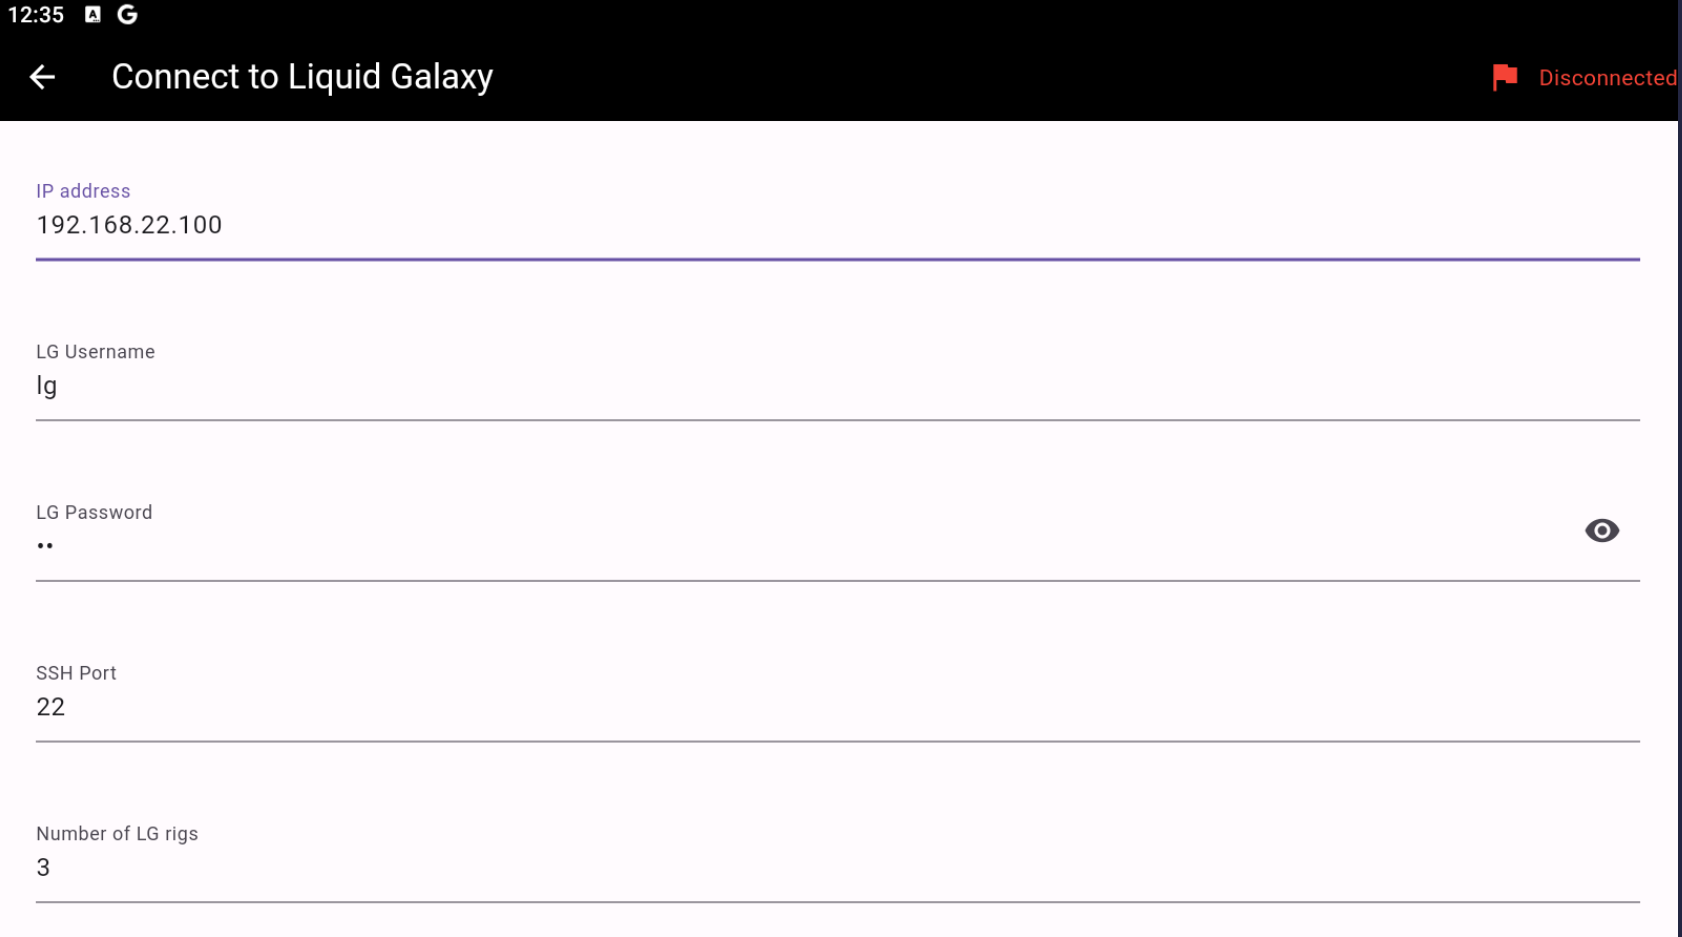 12:35 A G
Connect to Liquid Galaxy
Disconnected
IP address
192.168.22.100
LG Username
lg
LG Password
••
SSH Port
22
Number of LG rigs
3